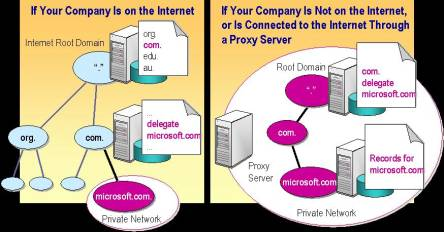 If Your Company Is on the Internet
Internet Root Domain
"."
org.
com.
edu.
au.
org.
com.
...
delegate
microsoft.com
...
microsoft.com.
Private Network
If Your Company Is Not on the Internet,
or Is Connected to the Internet Through
a Proxy Server
Root Domain
"."
com.
delegate
microsoft.com
com.
Proxy
Server
microsoft.com
Records for
microsoft.com
Private Network